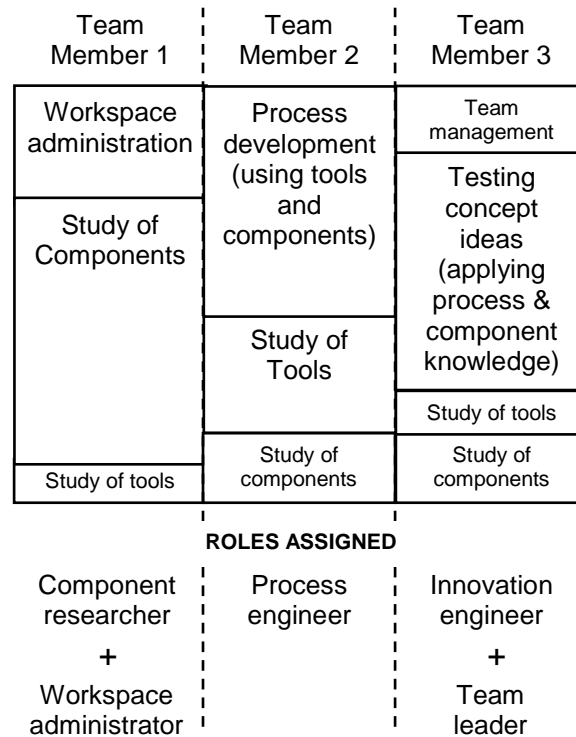 Team
Member 1
Team
Member 2
Team
Member 3
Workspace
administration
Study of
Components
Study of tools
Process
development
(using tools
and
components)
Study of
Tools
Study of
components
Team
management
Testing
concept
ideas
(applying
process &
component
knowledge)
Study of tools
Study of
components
ROLES ASSIGNED
Component
researcher
+
Workspace
administrator
Process
engineer
Innovation
engineer
+
Team
leader